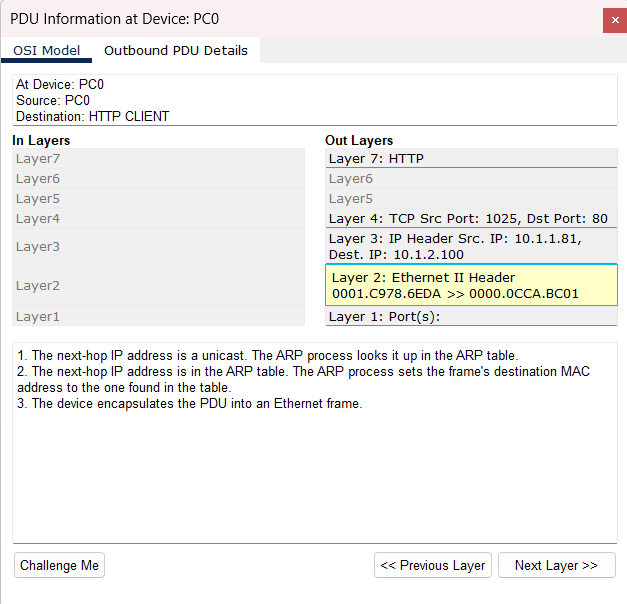 PDU Information at Device: PC0
×
OSI Model
Outbound PDU Details
At Device: PC0
Source: PC0
Destination: HTTP CLIENT
In Layers
Out Layers
Layer7
Layer 7: HTTP
Layer6
Layer6
Layer5
Layer5
Layer4
Layer 4: TCP Src Port: 1025, Dst Port: 80
Layer3
Layer 3: IP Header Src. IP: 10.1.1.81,
Dest. IP: 10.1.2.100
Layer2
Layer 2: Ethernet II Header
0001.C978.6EDA >> 0000.0CCA.BC01
Layer1
Layer 1: Port(s):
1. The next-hop IP address is a unicast. The ARP process looks it up in the ARP table.
2. The next-hop IP address is in the ARP table. The ARP process sets the frame's destination MAC
address to the one found in the table.
3. The device encapsulates the PDU into an Ethernet frame.
Challenge Me
<< Previous Layer
Next Layer >>